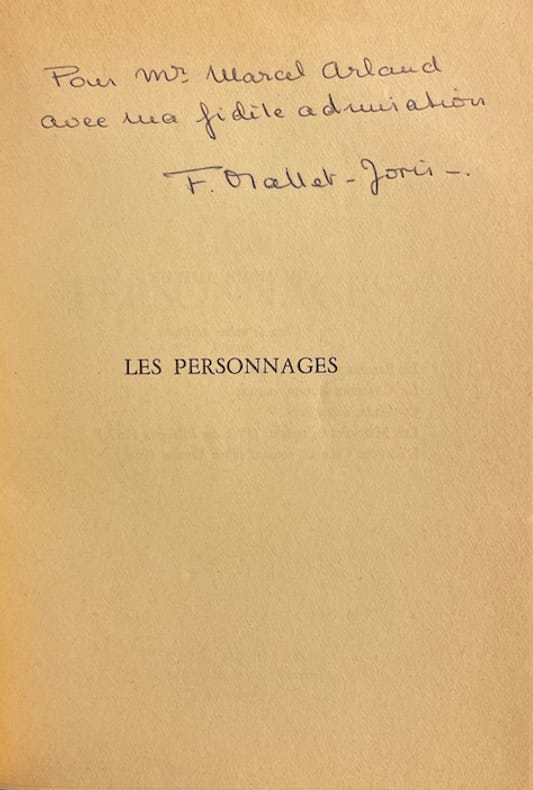 Pour Mr Marcel Arland
avec ma fidèle admiration
F. Mallet-Joris -.
LES PERSONNAGES